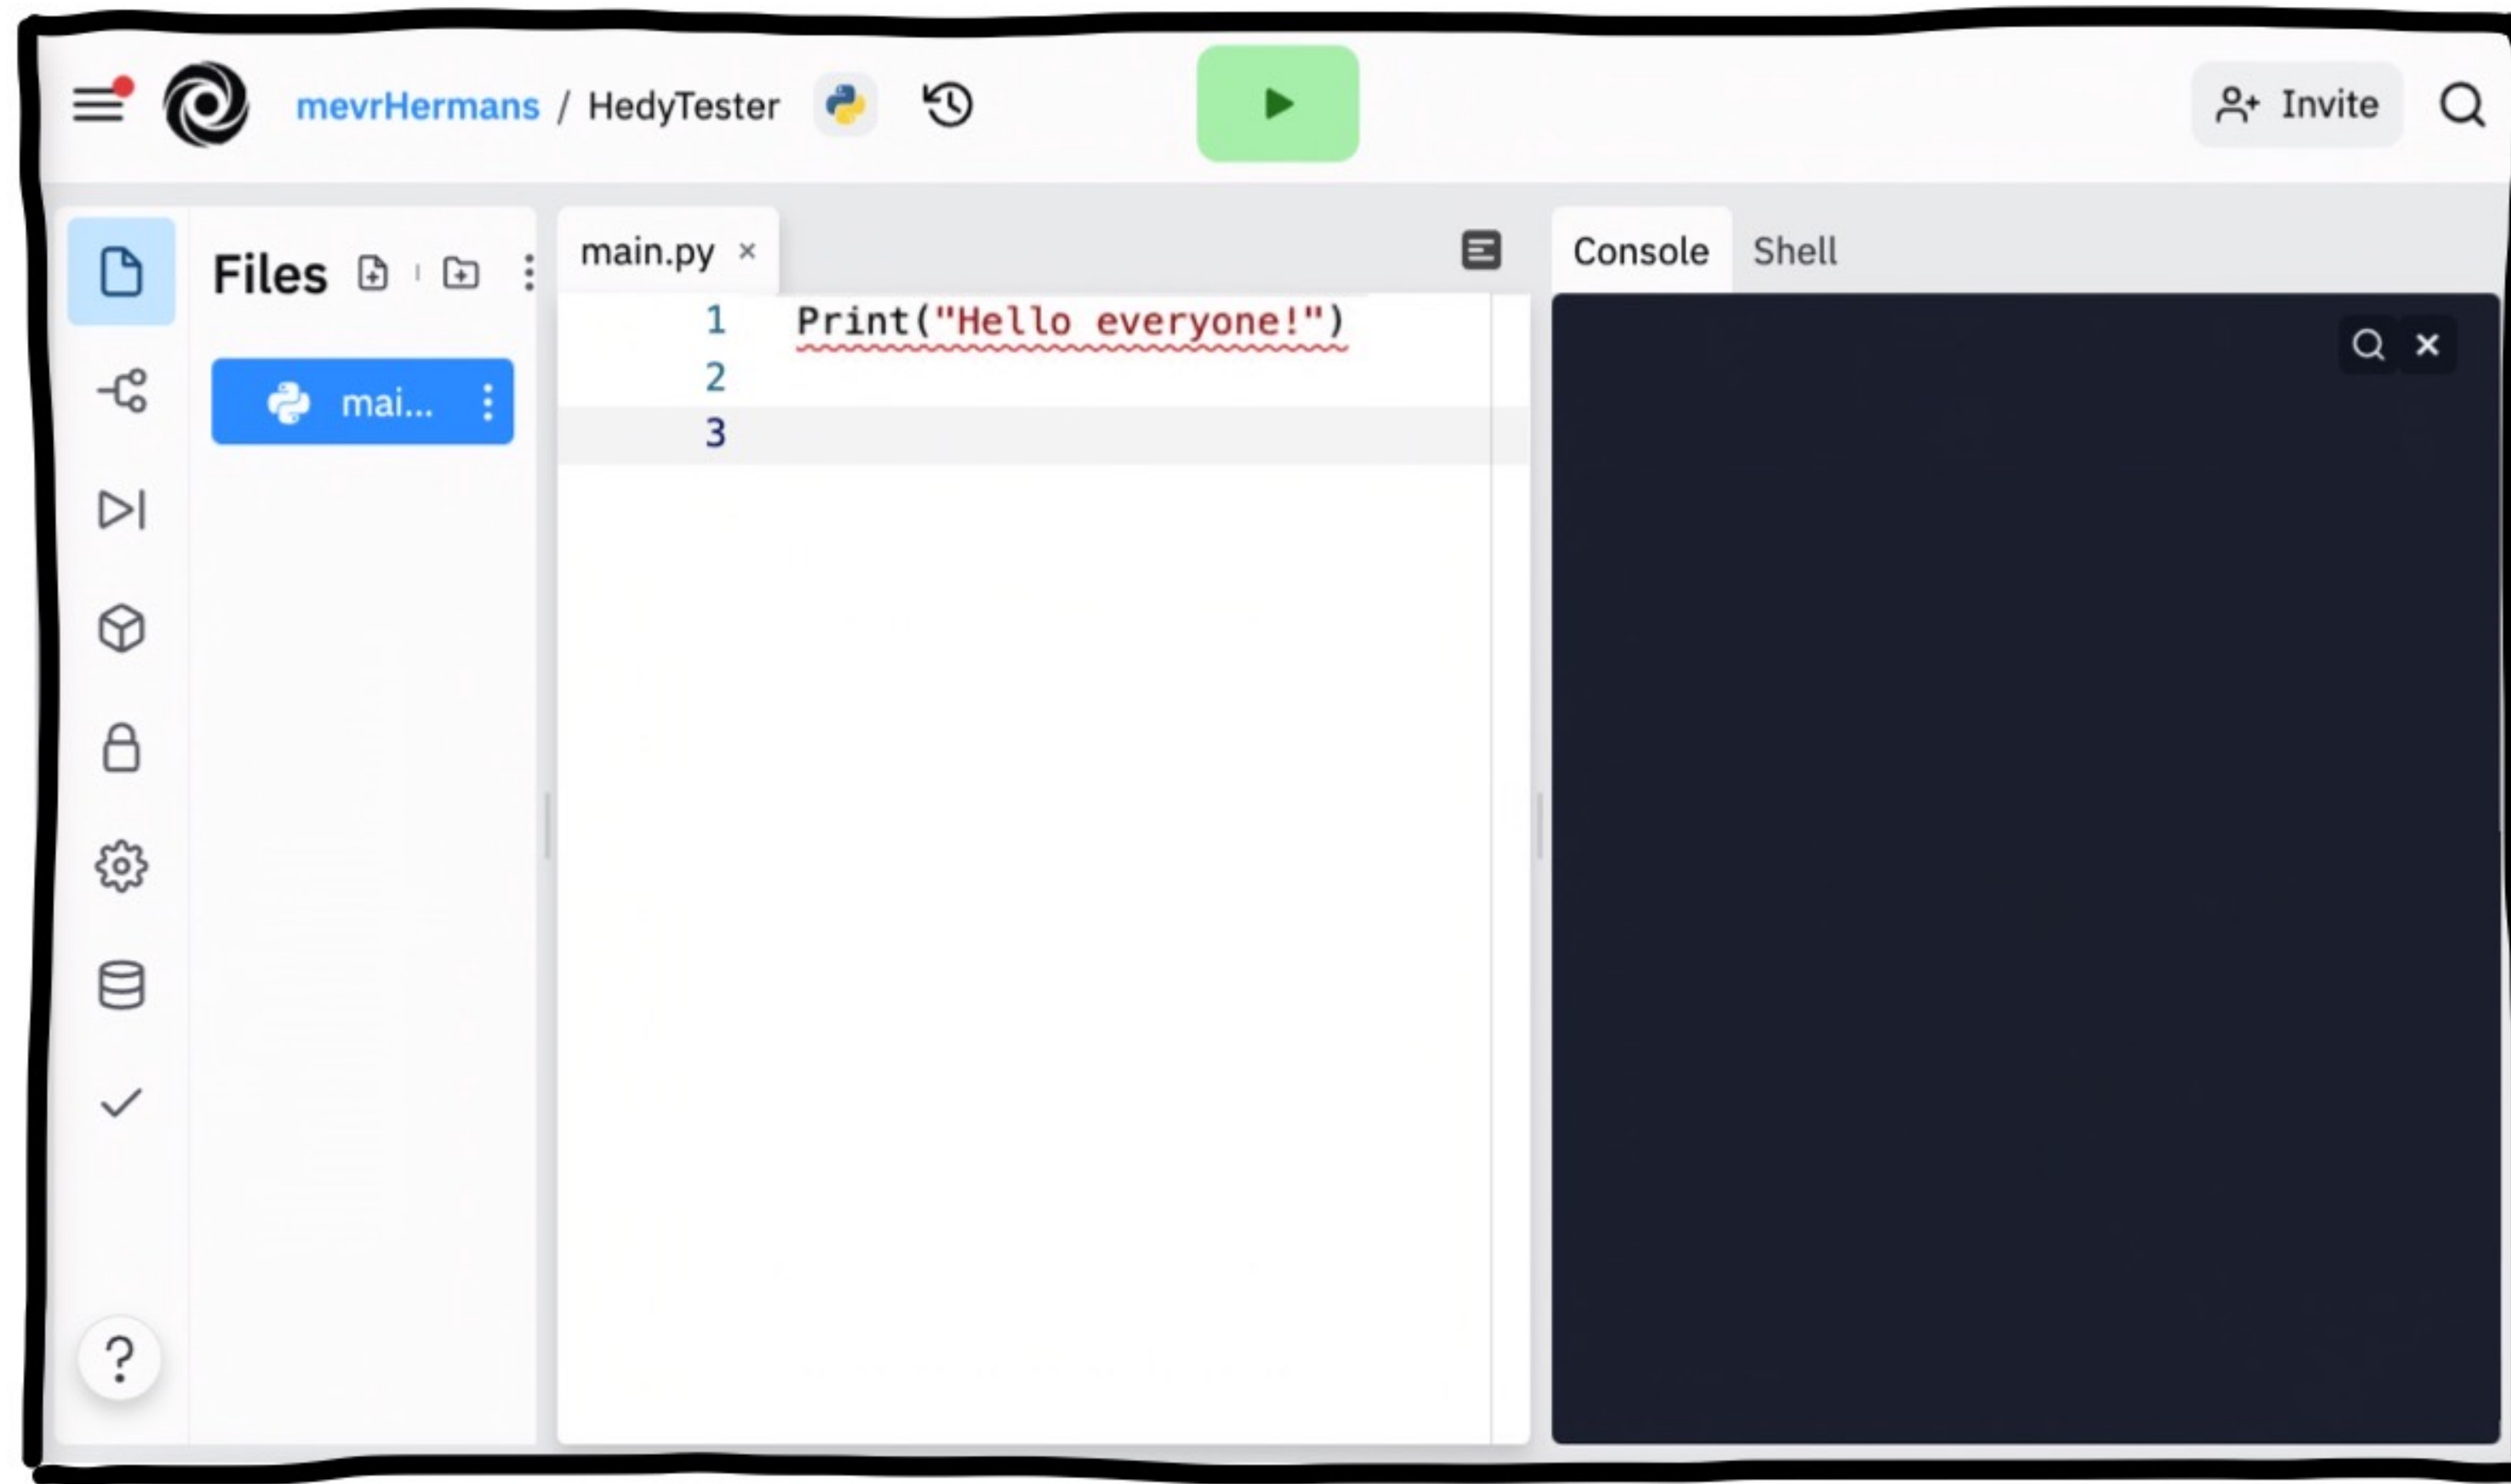 mevrHermans / HedyTester
Invite
Files
mai...
main.py ×
1 Print("Hello everyone!")
2
3
Console Shell
?